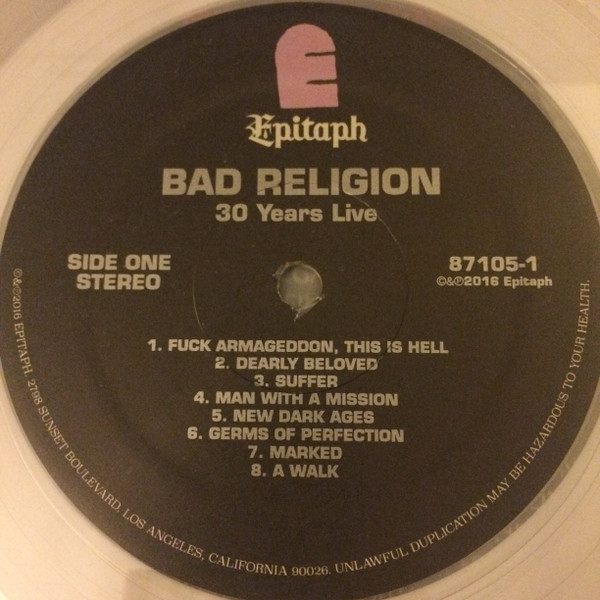 E
Epitaph
BAD RELIGION
30 Years Live
SIDE ONE
STEREO
87105-1
©&℗2016 Epitaph
1. FUCK ARMAGEDDON, THIS IS HELL
2. DEARLY BELOVED
3. SUFFER
4. MAN WITH A MISSION
5. NEW DARK AGES
6. GERMS OF PERFECTION
7. MARKED
8. A WALK
©&℗2016 EPITAPH. 2798 SUNSET BOULEVARD, LOS ANGELES, CALIFORNIA 90026. UNLAWFUL DUPLICATION MAY BE HAZARDOUS TO YOUR HEALTH.